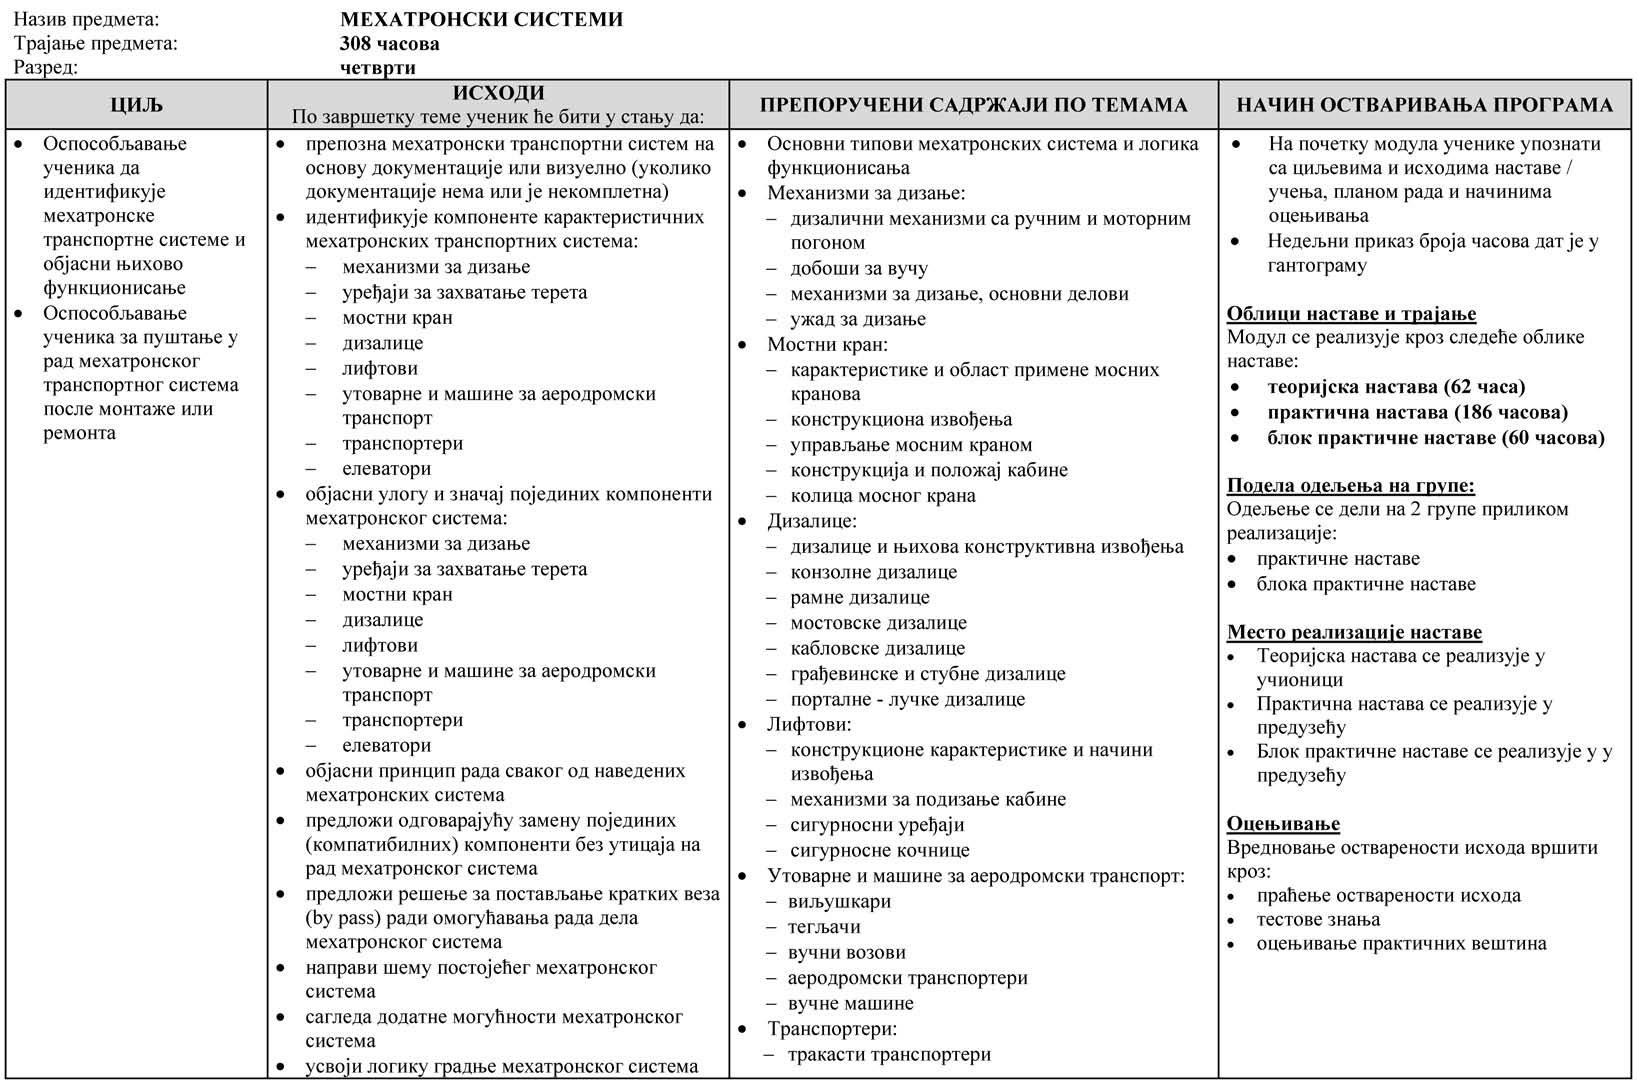 Назив предмета: МЕХАТРОНСКИ СИСТЕМИ
Трајање предмета: 308 часова
Разред: четврти
ЦИЉ
ИСХОДИ
По завршетку теме ученик ће бити у стању да:
ПРЕПОРУЧЕНИ САДРЖАЈИ ПО ТЕМАМА
НАЧИН ОСТВАРИВАЊА ПРОГРАМА
• Оспособљавање
ученика да
идентификује
мехатронске
транспортне системе и
објасни њихово
функционисање
• Оспособљавање
ученика за пуштање у
рад мехатронског
транспортног система
после монтаже или
ремонта
• препозна мехатронски транспортни систем на
основу документације или визуелно (уколико
документације нема или је некомплетна)
• идентификује компоненте карактеристичних
мехатронских транспортних система:
– механизми за дизање
– уређаји за захватање терета
– мостни кран
– дизалице
– лифтови
– утоварне и машине за аеродромски
транспорт
– транспортери
– елеватори
• објасни улогу и значај појединих компоненти
мехатронског система:
– механизми за дизање
– уређаји за захватање терета
– мостни кран
– дизалице
– лифтови
– утоварне и машине за аеродромски
транспорт
– транспортери
– елеватори
• објасни принцип рада сваког од наведених
мехатронских система
• предложи одговарајућу замену појединих
(компатибилних) компоненти без утицаја на
рад мехатронског система
• предложи решење за постављање кратких веза
(by pass) ради омогућавања рада дела
мехатронског система
• направи шему постојећег мехатронског
система
• сагледа додатне могућности мехатронског
система
• усвоји логику градње мехатронског система
• Основни типови мехатронских система и логика
функционисања
• Механизми за дизање:
– дизалични механизми са ручним и моторним
погоном
– добоши за вучу
– механизми за дизање, основни делови
– ужад за дизање
• Мостни кран:
– карактеристике и област примене мосних
кранова
– конструкциона извођења
– управљање мосним краном
– конструкција и положај кабине
– колица мосног крана
• Дизалице:
– дизалице и њихова конструктивна извођења
– конзолне дизалице
– рамне дизалице
– мостовске дизалице
– кабловске дизалице
– грађевинске и стубне дизалице
– порталне - лучке дизалице
• Лифтови:
– конструкционе карактеристике и начини
извођења
– механизми за подизање кабине
– сигурносни уређаји
– сигурносне кочнице
• Утоварне и машине за аеродромски транспорт:
– виљушкари
– тегљачи
– вучни возови
– аеродромски транспортери
– вучне машине
• Транспортери:
– тракасти транспортери
• На почетку модула ученике упознати
са циљевима и исходима наставе /
учења, планом рада и начинима
оцењивања
• Недељни приказ броја часова дат је у
гантограму
Облици наставе и трајање
Модул се реализује кроз следеће облике
наставе:
• теоријска настава (62 часа)
• практична настава (186 часова)
• блок практичне наставе (60 часова)
Подела одељења на групе:
Одељење се дели на 2 групе приликом
реализације:
• практичне наставе
• блока практичне наставе
Место реализације наставе
• Теоријска настава се реализује у
учионици
• Практична настава се реализује у
предузећу
• Блок практичне наставе се реализује у у
предузећу
Оцењивање
Вредновање остварености исхода вршити
кроз:
• праћење остварености исхода
• тестове знања
• оцењивање практичних вештина